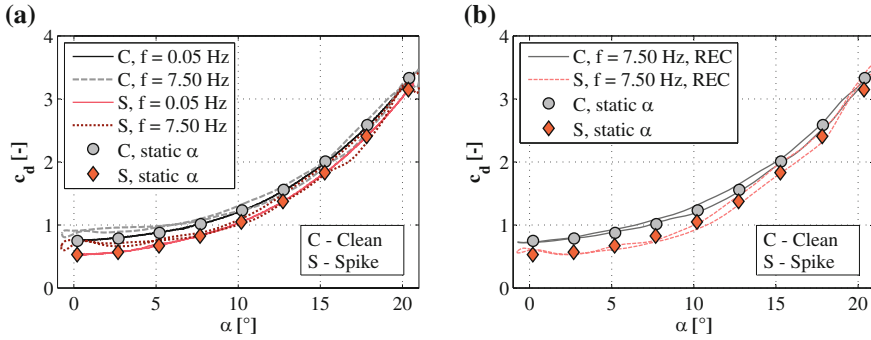 (a)
4
3
2
1
0
c_d [-]
C, f = 0.05 Hz
C, f = 7.50 Hz
S, f = 0.05 Hz
S, f = 7.50 Hz
C, static α
S, static α
C - Clean
S - Spike
0 5 10 15 20
α [°]
(b)
4
3
2
1
0
c_d [-]
C, f = 7.50 Hz, REC
S, f = 7.50 Hz, REC
C, static α
S, static α
C - Clean
S - Spike
0 5 10 15 20
α [°]